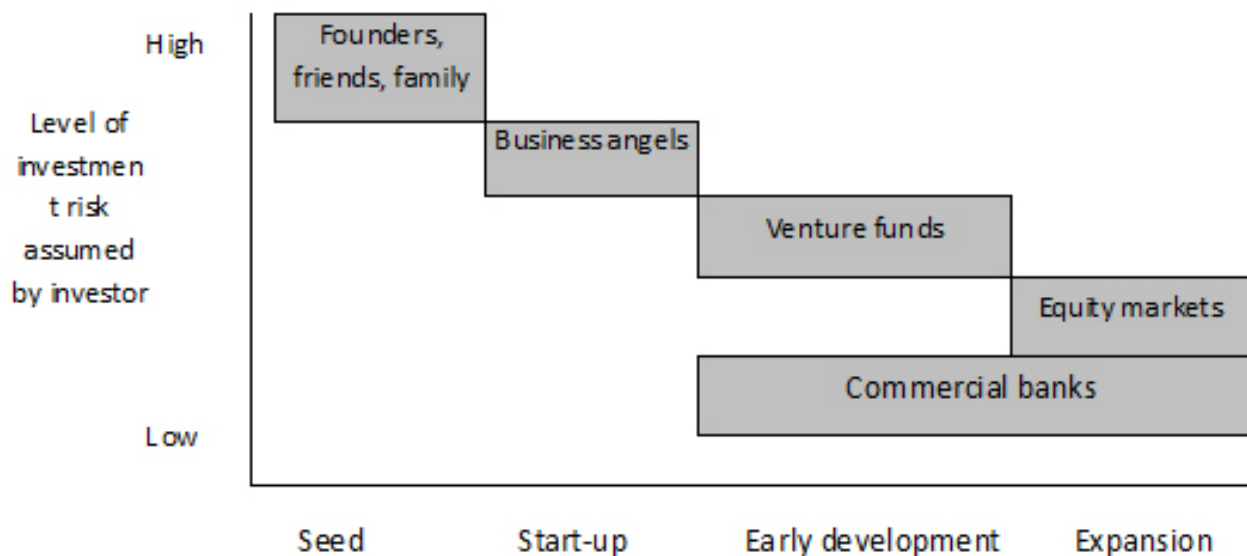 High
Founders,
friends, family
Level of
investmen
t risk
assumed
by investor
Business angels
Venture funds
Equity markets
Commercial banks
Low
Seed
Start-up
Early development
Expansion